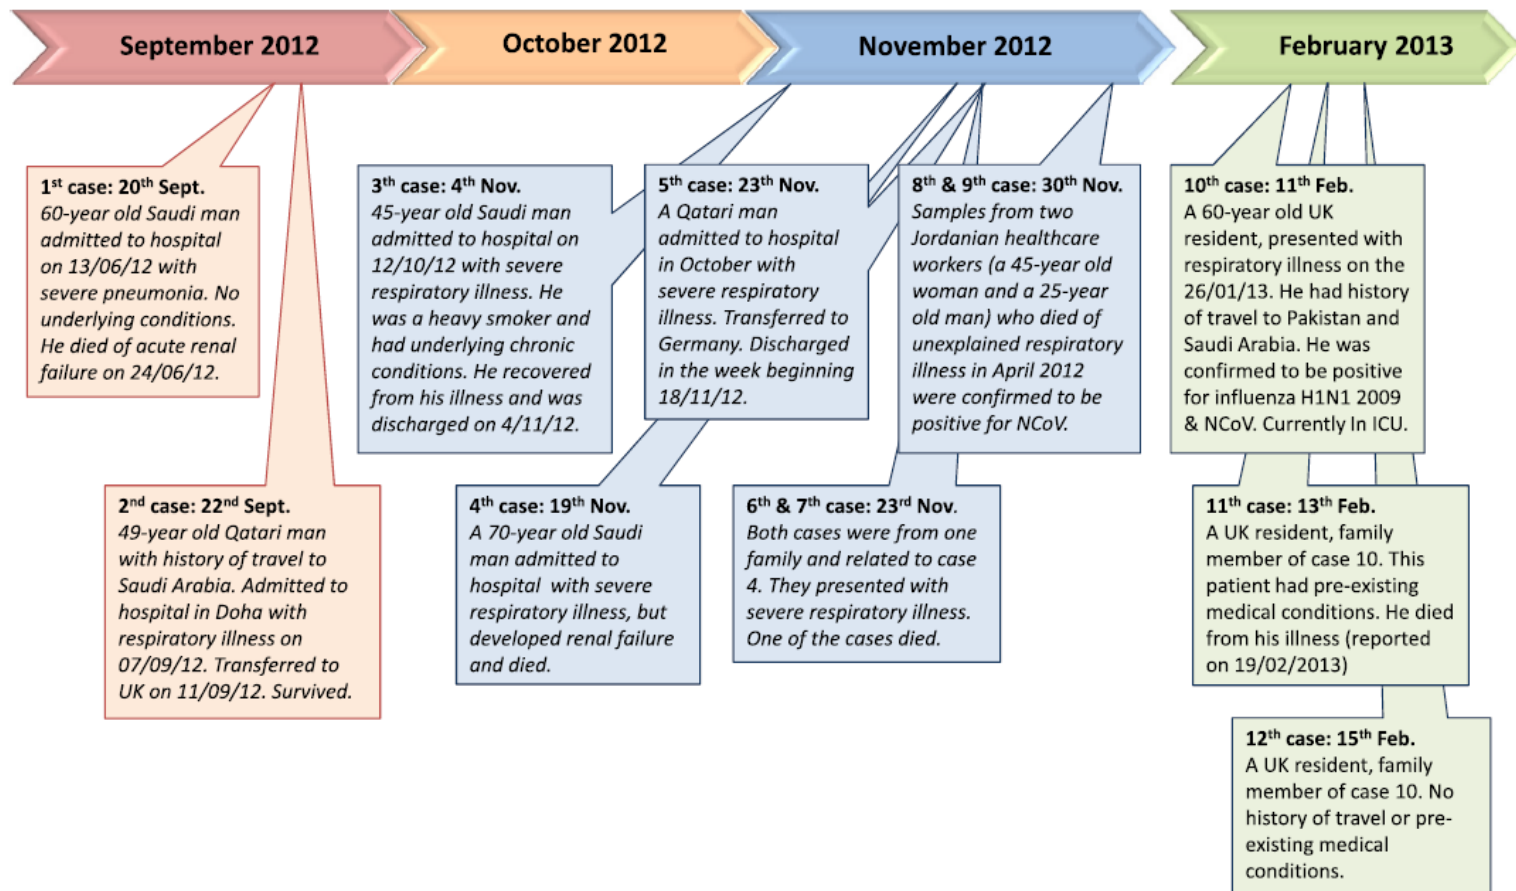 September 2012
October 2012
November 2012
February 2013
1st case: 20th Sept.
60-year old Saudi man
admitted to hospital
on 13/06/12 with
severe pneumonia. No
underlying conditions.
He died of acute renal
failure on 24/06/12.
2nd case: 22nd Sept.
49-year old Qatari man
with history of travel to
Saudi Arabia. Admitted to
hospital in Doha with
respiratory illness on
07/09/12. Transferred to
UK on 11/09/12. Survived.
3th case: 4th Nov.
45-year old Saudi man
admitted to hospital on
12/10/12 with severe
respiratory illness. He
was a heavy smoker and
had underlying chronic
conditions. He recovered
from his illness and was
discharged on 4/11/12.
4th case: 19th Nov.
A 70-year old Saudi
man admitted to
hospital with severe
respiratory illness, but
developed renal failure
and died.
5th case: 23th Nov.
A Qatari man
admitted to hospital
in October with
severe respiratory
illness. Transferred to
Germany. Discharged
in the week beginning
18/11/12.
6th & 7th case: 23rd Nov.
Both cases were from one
family and related to case
4. They presented with
severe respiratory illness.
One of the cases died.
8th & 9th case: 30th Nov.
Samples from two
Jordanian healthcare
workers (a 45-year old
woman and a 25-year
old man) who died of
unexplained respiratory
illness in April 2012
were confirmed to be
positive for NCoV.
10th case: 11th Feb.
A 60-year old UK
resident, presented with
respiratory illness on the
26/01/13. He had history
of travel to Pakistan and
Saudi Arabia. He was
confirmed to be positive
for influenza H1N1 2009
& NCoV. Currently In ICU.
11th case: 13th Feb.
A UK resident, family
member of case 10. This
patient had pre-existing
medical conditions. He died
from his illness (reported
on 19/02/2013)
12th case: 15th Feb.
A UK resident, family
member of case 10. No
history of travel or pre-
existing medical
conditions.